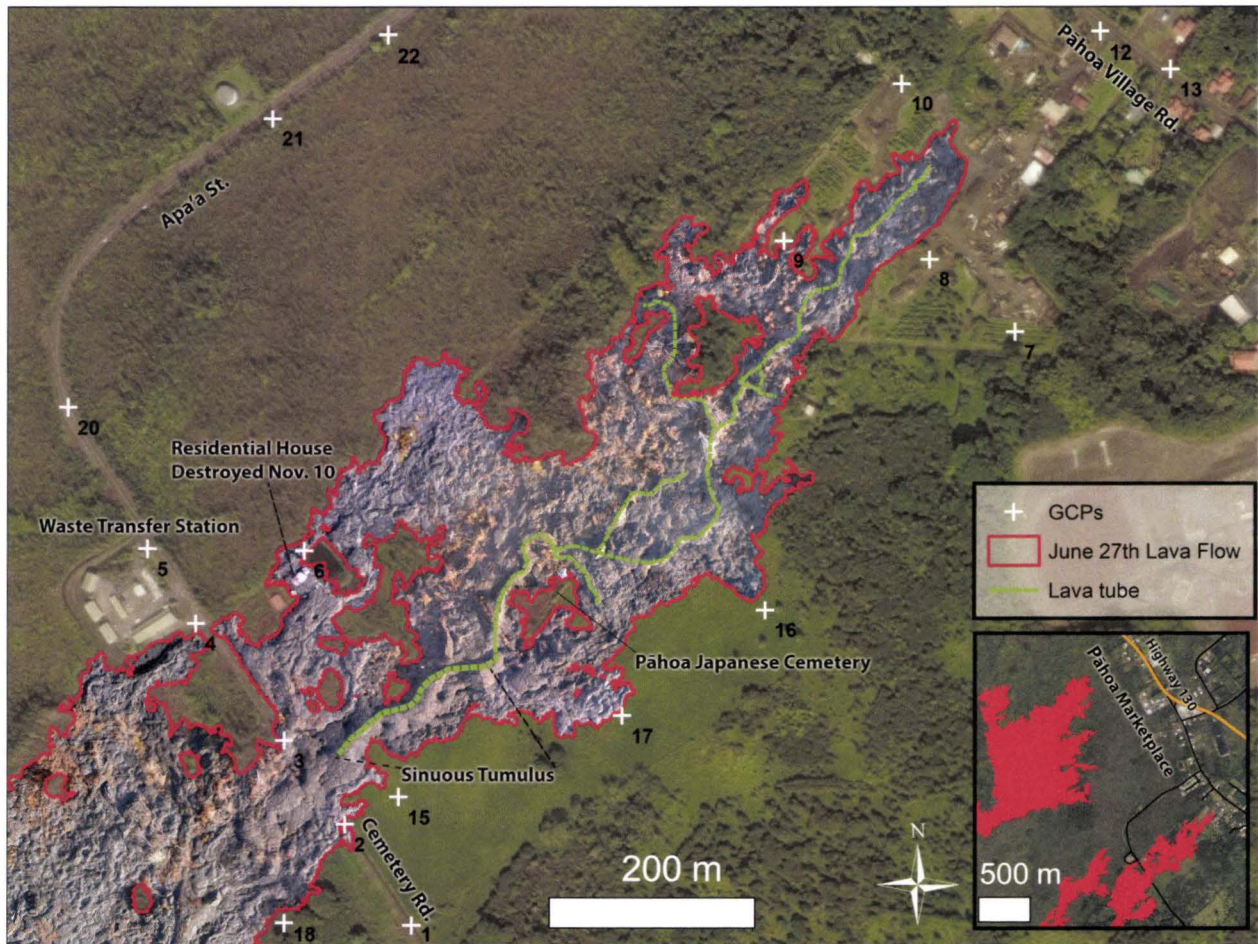 22
12
Pāhoa Village Rd.
13
10
21
Apa'a St.
9
8
7
20
Residential House
Destroyed Nov. 10
Waste Transfer Station
5
6
4
16
Pāhoa Japanese Cemetery
17
3
Sinuous Tumulus
15
2
Cemetery Rd.
18
1
200 m
N
GCPs
June 27th Lava Flow
Lava tube
Highway 130
Pāhoa Marketplace
500 m